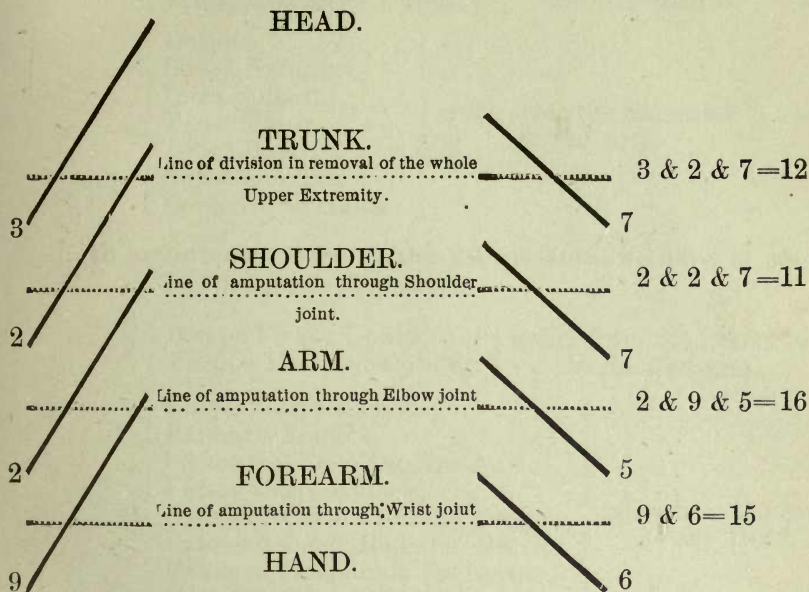 HEAD.
TRUNK.
Line of division in removal of the whole 3 & 2 & 7=12
Upper Extremity.
3 7
SHOULDER.
Line of amputation through Shoulder 2 & 2 & 7=11
joint.
2 7
ARM.
Line of amputation through Elbow joint 2 & 9 & 5=16
2 FOREARM. 5
Line of amputation through Wrist joint 9 & 6=15
HAND.
9 6